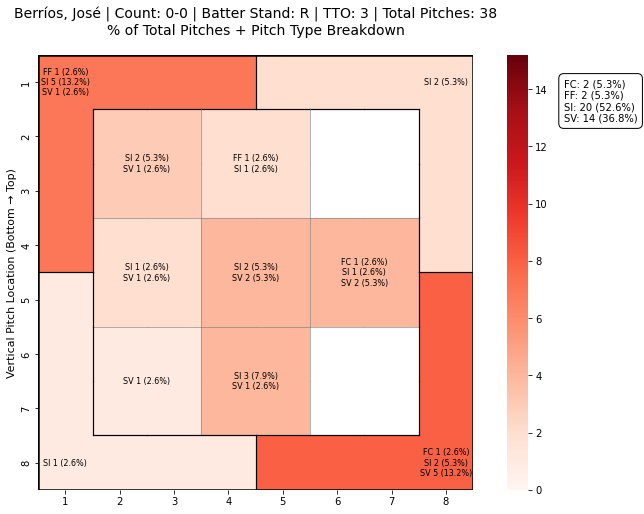 Berríos, José | Count: 0-0 | Batter Stand: R | TTO: 3 | Total Pitches: 38
% of Total Pitches + Pitch Type Breakdown
FF 1 (2.6%)
SI 5 (13.2%)
SV 1 (2.6%)
SI 2 (5.3%)
SI 2 (5.3%)
SV 1 (2.6%)
FF 1 (2.6%)
SI 1 (2.6%)
SI 1 (2.6%)
SV 1 (2.6%)
SI 2 (5.3%)
SV 2 (5.3%)
FC 1 (2.6%)
SI 1 (2.6%)
SV 2 (5.3%)
SV 1 (2.6%)
SI 3 (7.9%)
SV 1 (2.6%)
SI 1 (2.6%)
FC 1 (2.6%)
SI 2 (5.3%)
SV 5 (13.2%)
Vertical Pitch Location (Bottom → Top)
1
2
3
4
5
6
7
8
1 2 3 4 5 6 7 8
14
12
10
8
6
4
2
0
FC: 2 (5.3%)
FF: 2 (5.3%)
SI: 20 (52.6%)
SV: 14 (36.8%)